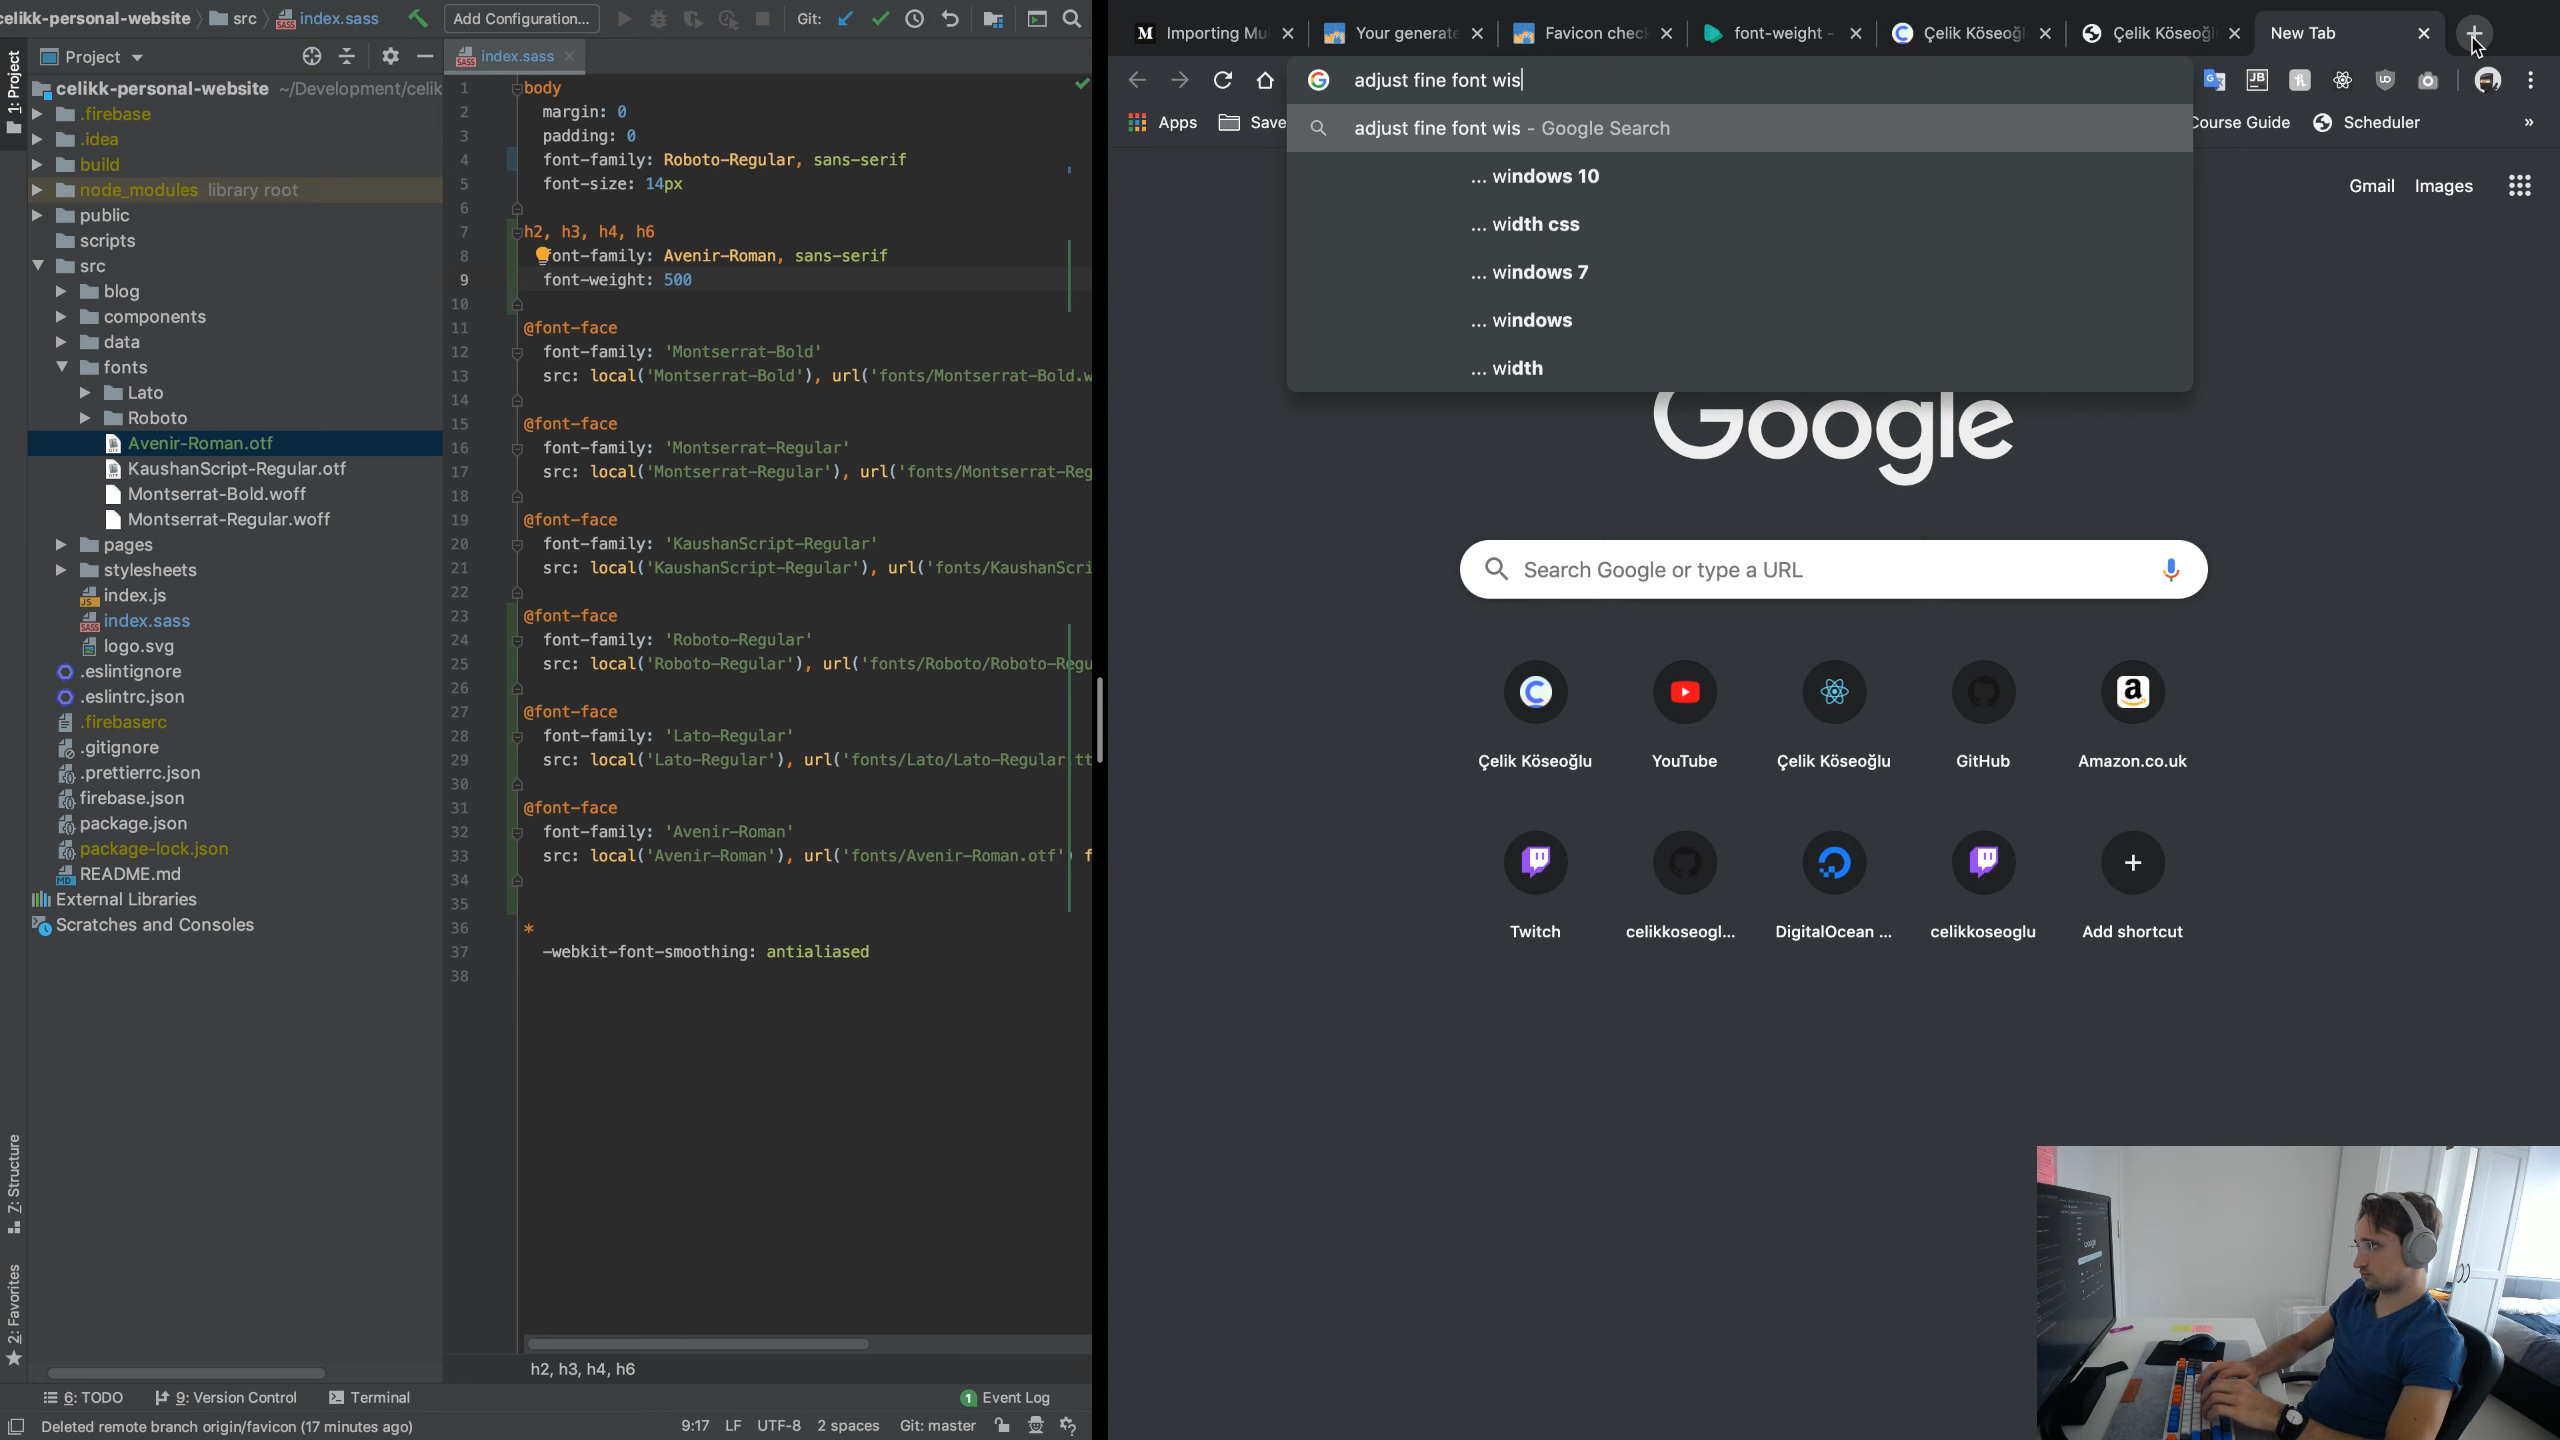 celikk-personal-website src index.sass
Add Configuration... Git:
1: Project
Project
celikk-personal-website ~/Development/celik
.firebase
.idea
build
node_modules library root
public
scripts
src
blog
components
data
fonts
Lato
Roboto
Avenir-Roman.otf
KaushanScript-Regular.otf
Montserrat-Bold.woff
Montserrat-Regular.woff
pages
stylesheets
index.js
index.sass
logo.svg
.eslintignore
.eslintrc.json
.firebaserc
.gitignore
.prettierrc.json
firebase.json
package.json
package-lock.json
README.md
External Libraries
Scratches and Consoles
7: Structure
2: Favorites
index.sass
1 body
2 margin: 0
3 padding: 0
4 font-family: Roboto-Regular, sans-serif
5 font-size: 14px
6
7 h2, h3, h4, h6
8 font-family: Avenir-Roman, sans-serif
9 font-weight: 500
10
11 @font-face
12 font-family: 'Montserrat-Bold'
13 src: local('Montserrat-Bold'), url('fonts/Montserrat-Bold.w
14
15 @font-face
16 font-family: 'Montserrat-Regular'
17 src: local('Montserrat-Regular'), url('fonts/Montserrat-Reg
18
19 @font-face
20 font-family: 'KaushanScript-Regular'
21 src: local('KaushanScript-Regular'), url('fonts/KaushanScri
22
23 @font-face
24 font-family: 'Roboto-Regular'
25 src: local('Roboto-Regular'), url('fonts/Roboto/Roboto-Regu
26
27 @font-face
28 font-family: 'Lato-Regular'
29 src: local('Lato-Regular'), url('fonts/Lato/Lato-Regular.tt
30
31 @font-face
32 font-family: 'Avenir-Roman'
33 src: local('Avenir-Roman'), url('fonts/Avenir-Roman.otf') f
34
35
36 *
37 -webkit-font-smoothing: antialiased
38
h2, h3, h4, h6
6: TODO 9: Version Control Terminal 1 Event Log
Deleted remote branch origin/favicon (17 minutes ago) 9:17 LF UTF-8 2 spaces Git: master
Importing Mul Your generate Favicon chec font-weight - Çelik Köseoğl Çelik Köseoğl New Tab
adjust fine font wis
adjust fine font wis - Google Search
... windows 10
... width css
... windows 7
... windows
... width
Apps Save Course Guide Scheduler »
Gmail Images
Google
Search Google or type a URL
Çelik Köseoğlu YouTube Çelik Köseoğlu GitHub Amazon.co.uk
Twitch celikkoseogl... DigitalOcean ... celikkoseoglu Add shortcut